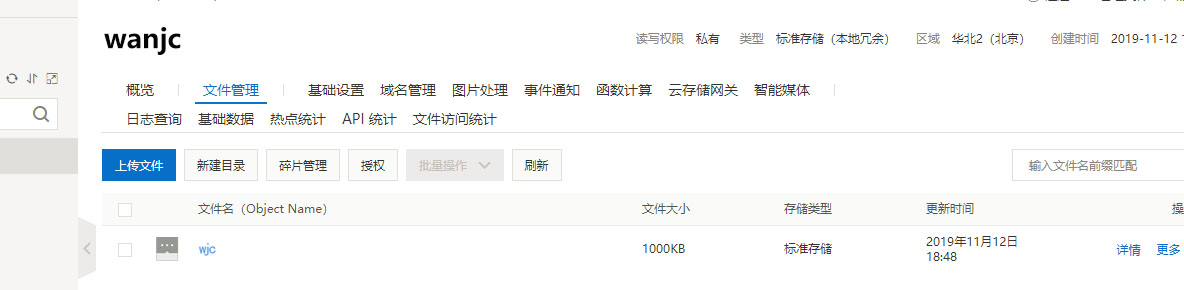 wanjc
读写权限 私有 类型 标准存储（本地冗余） 区域 华北2（北京） 创建时间 2019-11-12
概览 文件管理 基础设置 域名管理 图片处理 事件通知 函数计算 云存储网关 智能媒体
日志查询 基础数据 热点统计 API 统计 文件访问统计
上传文件 新建目录 碎片管理 授权 批量操作 刷新 输入文件名前缀匹配
文件名（Object Name） 文件大小 存储类型 更新时间
wjc 1000KB 标准存储 2019年11月12日 详情 更多
18:48